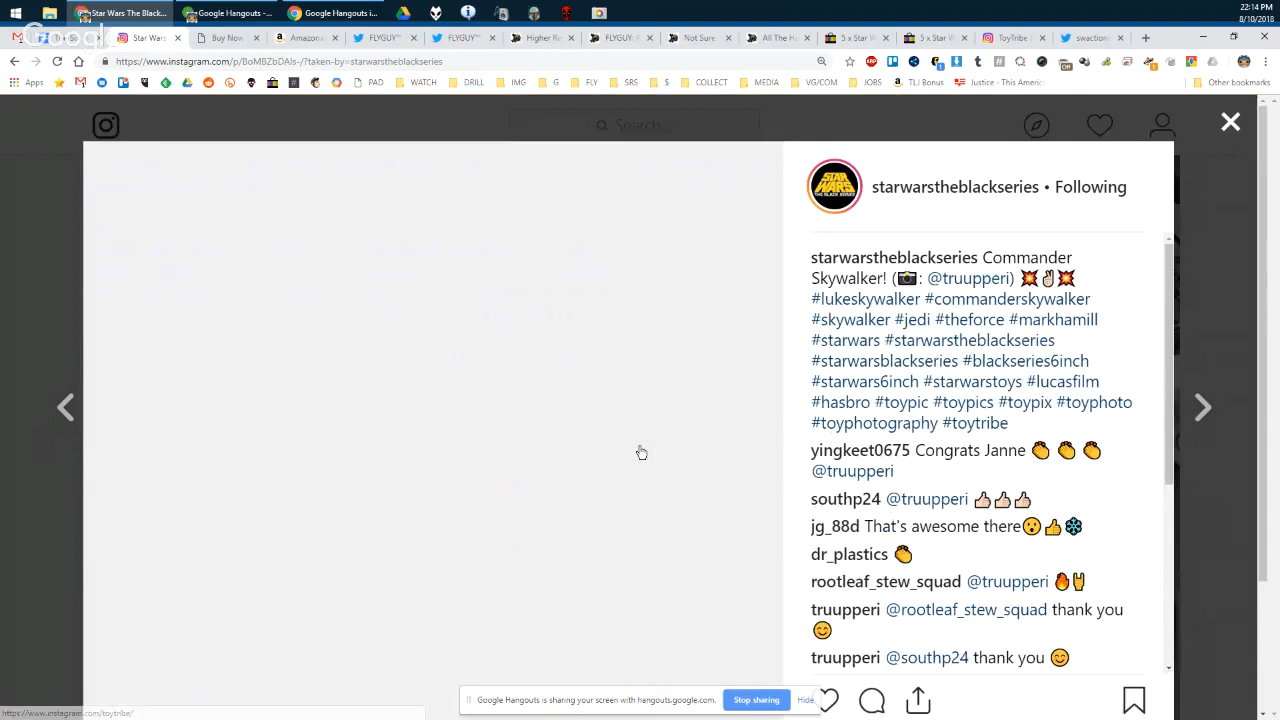 Star Wars The Black...
Google Hangouts -...
Google Hangouts i...
22:14
8/10/2018
Star Wars
Buy Now
Amazon.
FLYGUY™
FLYGUY™
Higher Re
FLYGUY: F
Not Sure
All The Ha
5 x Star W
5 x Star W
ToyTribe
swaction
https://www.instagram.com/p/BoMBZbDAIs-/?taken-by=starwarstheblackseries
Apps
PAD
WATCH
DRILL
IMG
G
FLY
SRS
$
COLLECT
MEDIA
VG/COM
JOBS
TLJ Bonus
Justice - This Americ
Other bookmarks
Search
starwarstheblackseries • Following
starwarstheblackseries Commander
Skywalker! (📷: @truupperi) 💥✌🏻💥
#lukeskywalker #commanderskywalker
#skywalker #jedi #theforce #markhamill
#starwars #starwarstheblackseries
#starwarsblackseries #blackseries6inch
#starwars6inch #starwarstoys #lucasfilm
#hasbro #toypic #toypics #toypix #toyphoto
#toyphotography #toytribe
yingkeet0675 Congrats Janne 👏 👏 👏
@truupperi
southp24 @truupperi 👍🏻👍🏻👍🏻
jg_88d That's awesome there😮👍❄
dr_plastics 👏
rootleaf_stew_squad @truupperi 🔥🤘
truupperi @rootleaf_stew_squad thank you
😊
truupperi @southp24 thank you 😊
Google Hangouts is sharing your screen with hangouts.google.com.
Stop sharing
Hide
https://www.instagram.com/toytribe/